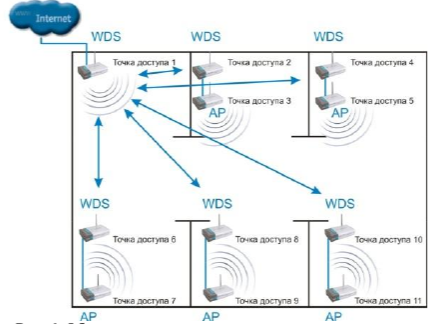 Internet
WDS WDS WDS
Точка доступа 1 Точка доступа 2 Точка доступа 4
Точка доступа 3 Точка доступа 5
AP AP
WDS WDS WDS
Точка доступа 6 Точка доступа 8 Точка доступа 10
Точка доступа 7 Точка доступа 9 Точка доступа 11
AP AP AP